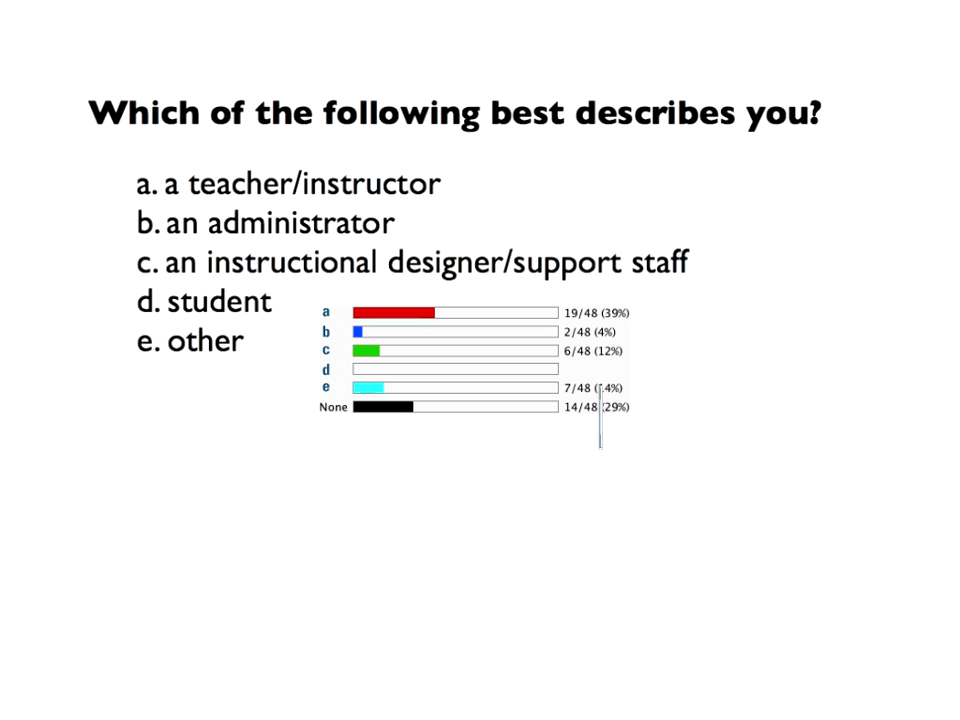 Which of the following best describes you?
a. a teacher/instructor
b. an administrator
c. an instructional designer/support staff
d. student
e. other
a 19/48 (39%)
b 2/48 (4%)
c 6/48 (12%)
d
e 7/48 (14%)
None 14/48 (29%)